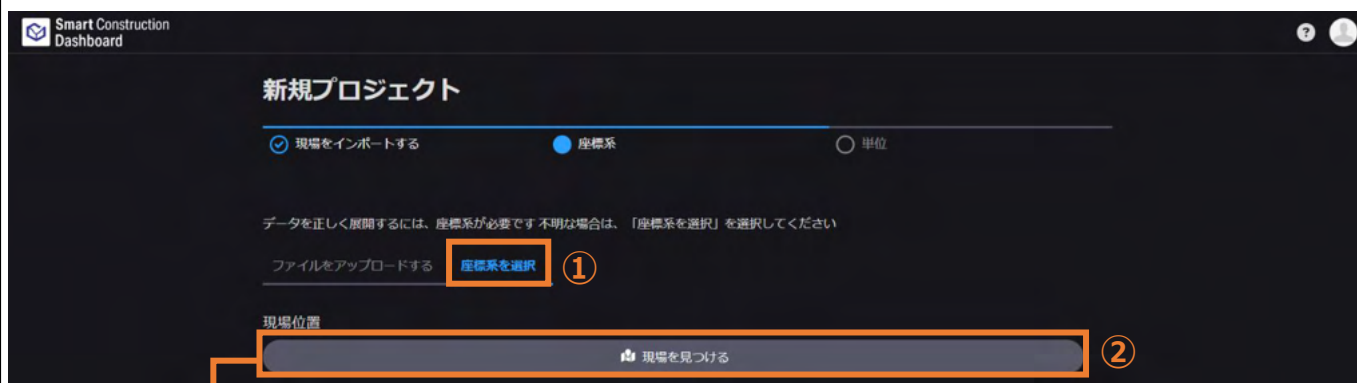 Smart Construction
Dashboard
?
新規プロジェクト
現場をインポートする 座標系 単位
データを正しく展開するには、座標系が必要です 不明な場合は、「座標系を選択」を選択してください
ファイルをアップロードする 座標系を選択 ①
現場位置
現場を見つける ②